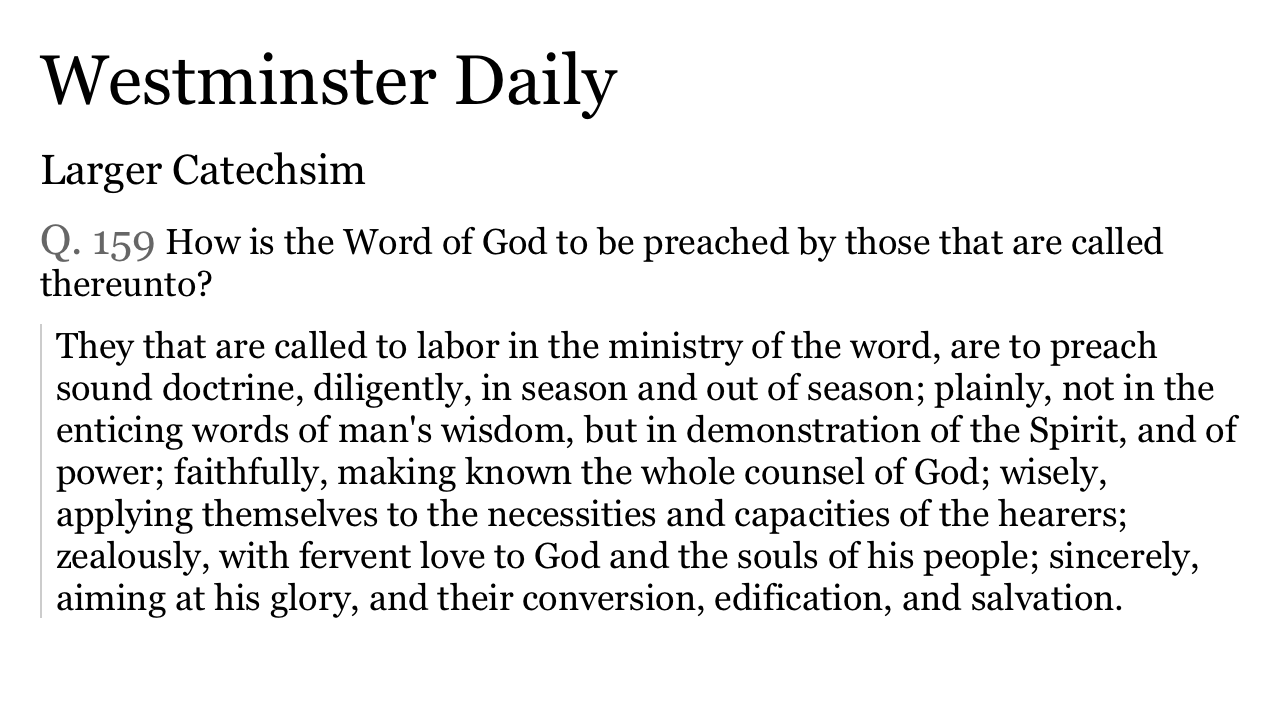 Westminster Daily
Larger Catechsim
Q. 159 How is the Word of God to be preached by those that are called
thereunto?
They that are called to labor in the ministry of the word, are to preach
sound doctrine, diligently, in season and out of season; plainly, not in the
enticing words of man's wisdom, but in demonstration of the Spirit, and of
power; faithfully, making known the whole counsel of God; wisely,
applying themselves to the necessities and capacities of the hearers;
zealously, with fervent love to God and the souls of his people; sincerely,
aiming at his glory, and their conversion, edification, and salvation.